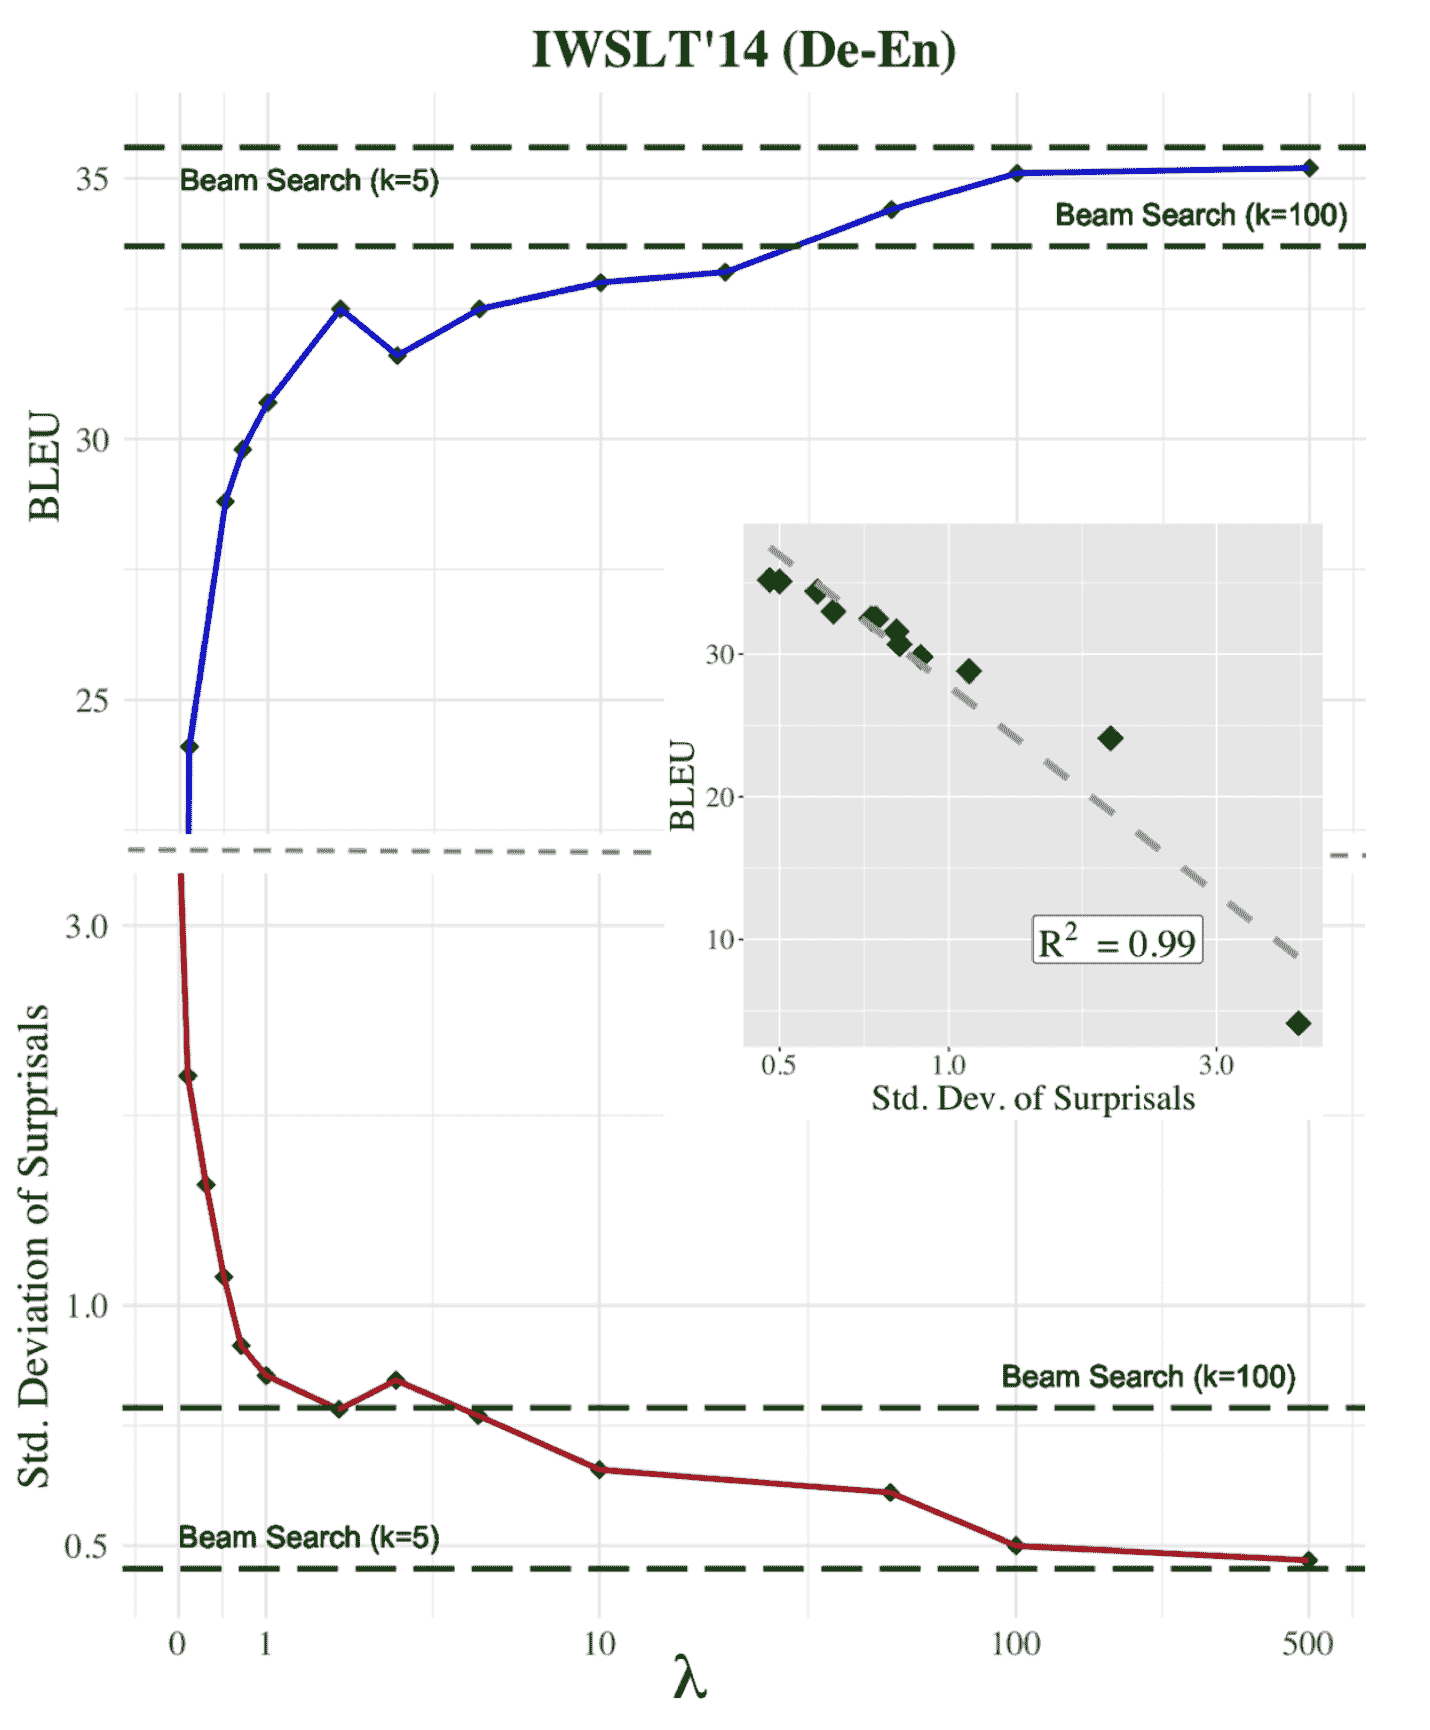 IWSLT'14 (De-En)
35
Beam Search (k=5)
Beam Search (k=100)
30
BLEU
25
30
20
10
BLEU
R² = 0.99
0.5 1.0 3.0
Std. Dev. of Surprisals
3.0
Std. Deviation of Surprisals
1.0
Beam Search (k=100)
Beam Search (k=5)
0.5
0 1 10 100 500
λ